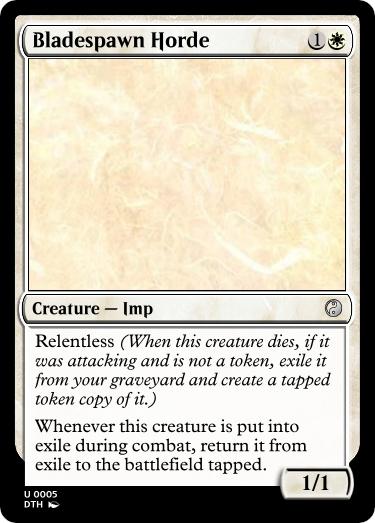 Bladespawn Horde 1
Creature — Imp
Relentless (When this creature dies, if it
was attacking and is not a token, exile it
from your graveyard and create a tapped
token copy of it.)
Whenever this creature is put into
exile during combat, return it from
exile to the battlefield tapped.
1/1
U 0005
DTH